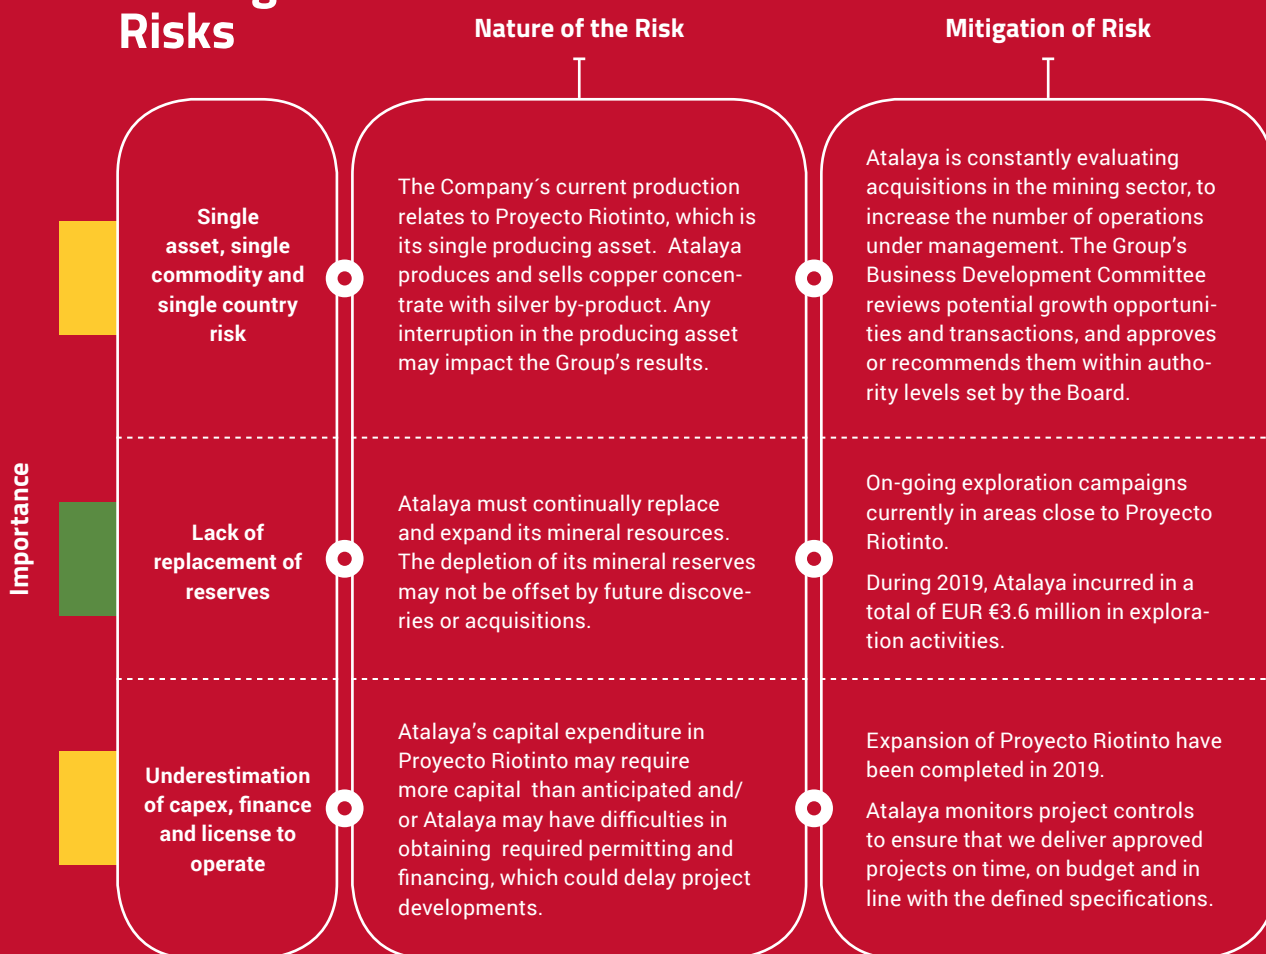 Risks
Nature of the Risk
Mitigation of Risk
Importance
Single
asset, single
commodity and
single country
risk
The Company´s current production
relates to Proyecto Riotinto, which is
its single producing asset.  Atalaya
produces and sells copper concen-
trate with silver by-product. Any
interruption in the producing asset
may impact the Group's results.
Atalaya is constantly evaluating
acquisitions in the mining sector, to
increase the number of operations
under management. The Group's
Business Development Committee
reviews potential growth opportuni-
ties and transactions, and approves
or recommends them within autho-
rity levels set by the Board.
Lack of
replacement of
reserves
Atalaya must continually replace
and expand its mineral resources.
The depletion of its mineral reserves
may not be offset by future discove-
ries or acquisitions.
On-going exploration campaigns
currently in areas close to Proyecto
Riotinto.
During 2019, Atalaya incurred in a
total of EUR €3.6 million in explora-
tion activities.
Underestimation
of capex, finance
and license to
operate
Atalaya's capital expenditure in
Proyecto Riotinto may require
more capital  than anticipated and/
or Atalaya may have difficulties in
obtaining  required permitting and
financing, which could delay project
developments.
Expansion of Proyecto Riotinto have
been completed in 2019.
Atalaya monitors project controls
to ensure that we deliver approved
projects on time, on budget and in
line with the defined specifications.